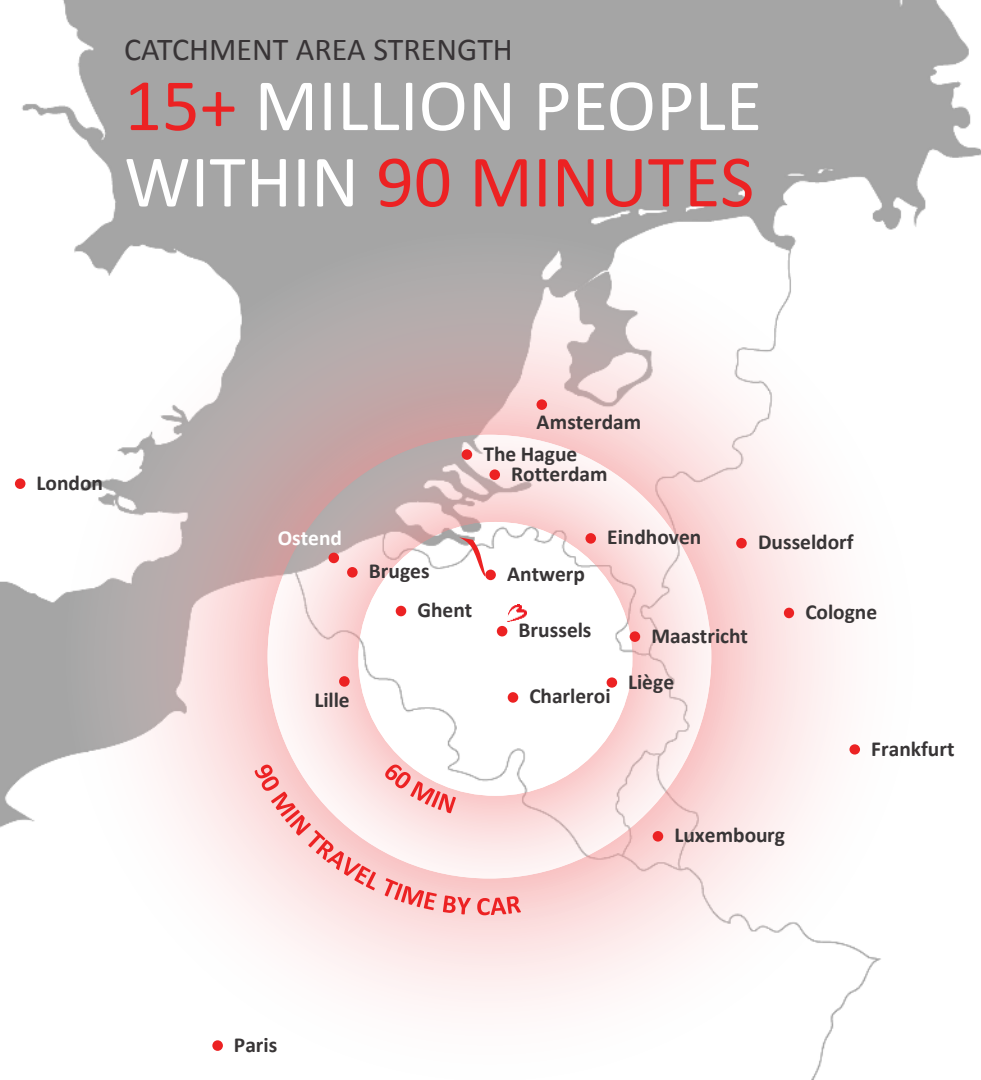 CATCHMENT AREA STRENGTH
15+ MILLION PEOPLE
WITHIN 90 MINUTES
Amsterdam
The Hague
Rotterdam
London
Ostend
Eindhoven
Dusseldorf
Bruges
Antwerp
Ghent
Cologne
Brussels
Maastricht
Liège
Lille
Charleroi
Frankfurt
60 MIN
90 MIN TRAVEL TIME BY CAR
Luxembourg
Paris